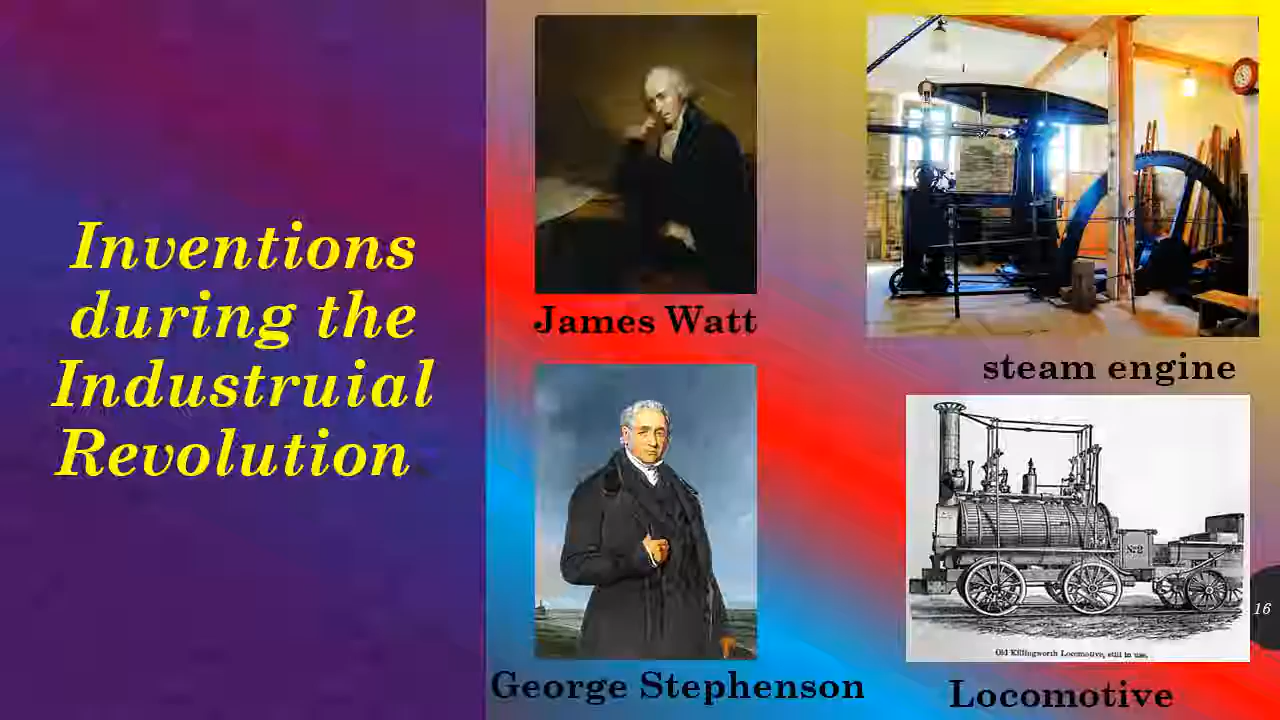 Inventions
during the
Industruial
Revolution
James Watt
steam engine
George Stephenson
Old Killingworth Locomotive, still in use.
Nº2
Locomotive
16